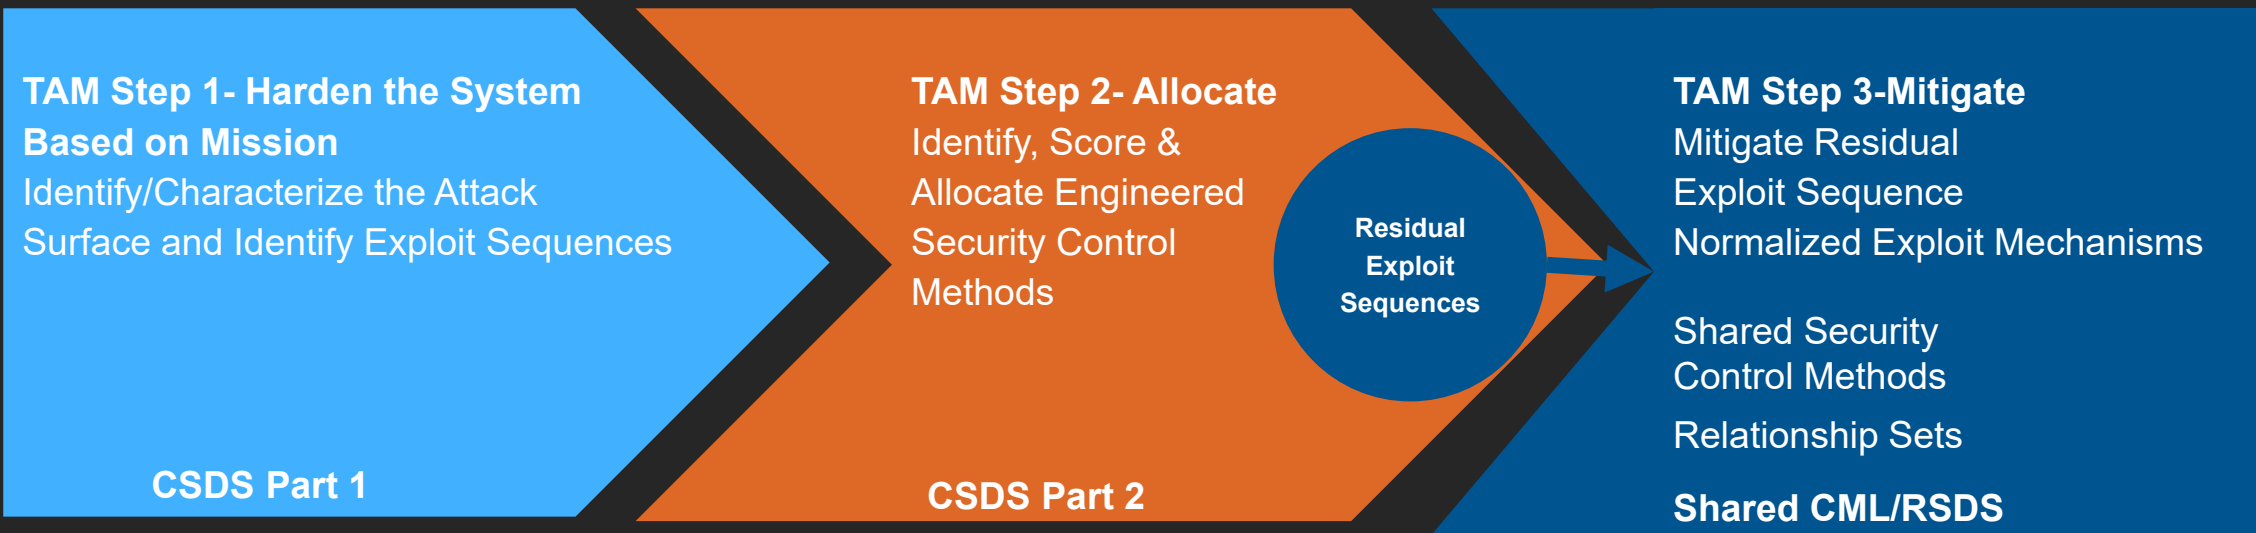 TAM Step 1- Harden the System
Based on Mission
Identify/Characterize the Attack
Surface and Identify Exploit Sequences
CSDS Part 1
TAM Step 2- Allocate
Identify, Score &
Allocate Engineered
Security Control
Methods
CSDS Part 2
Residual
Exploit
Sequences
TAM Step 3-Mitigate
Mitigate Residual
Exploit Sequence
Normalized Exploit Mechanisms
Shared Security
Control Methods
Relationship Sets
Shared CML/RSDS